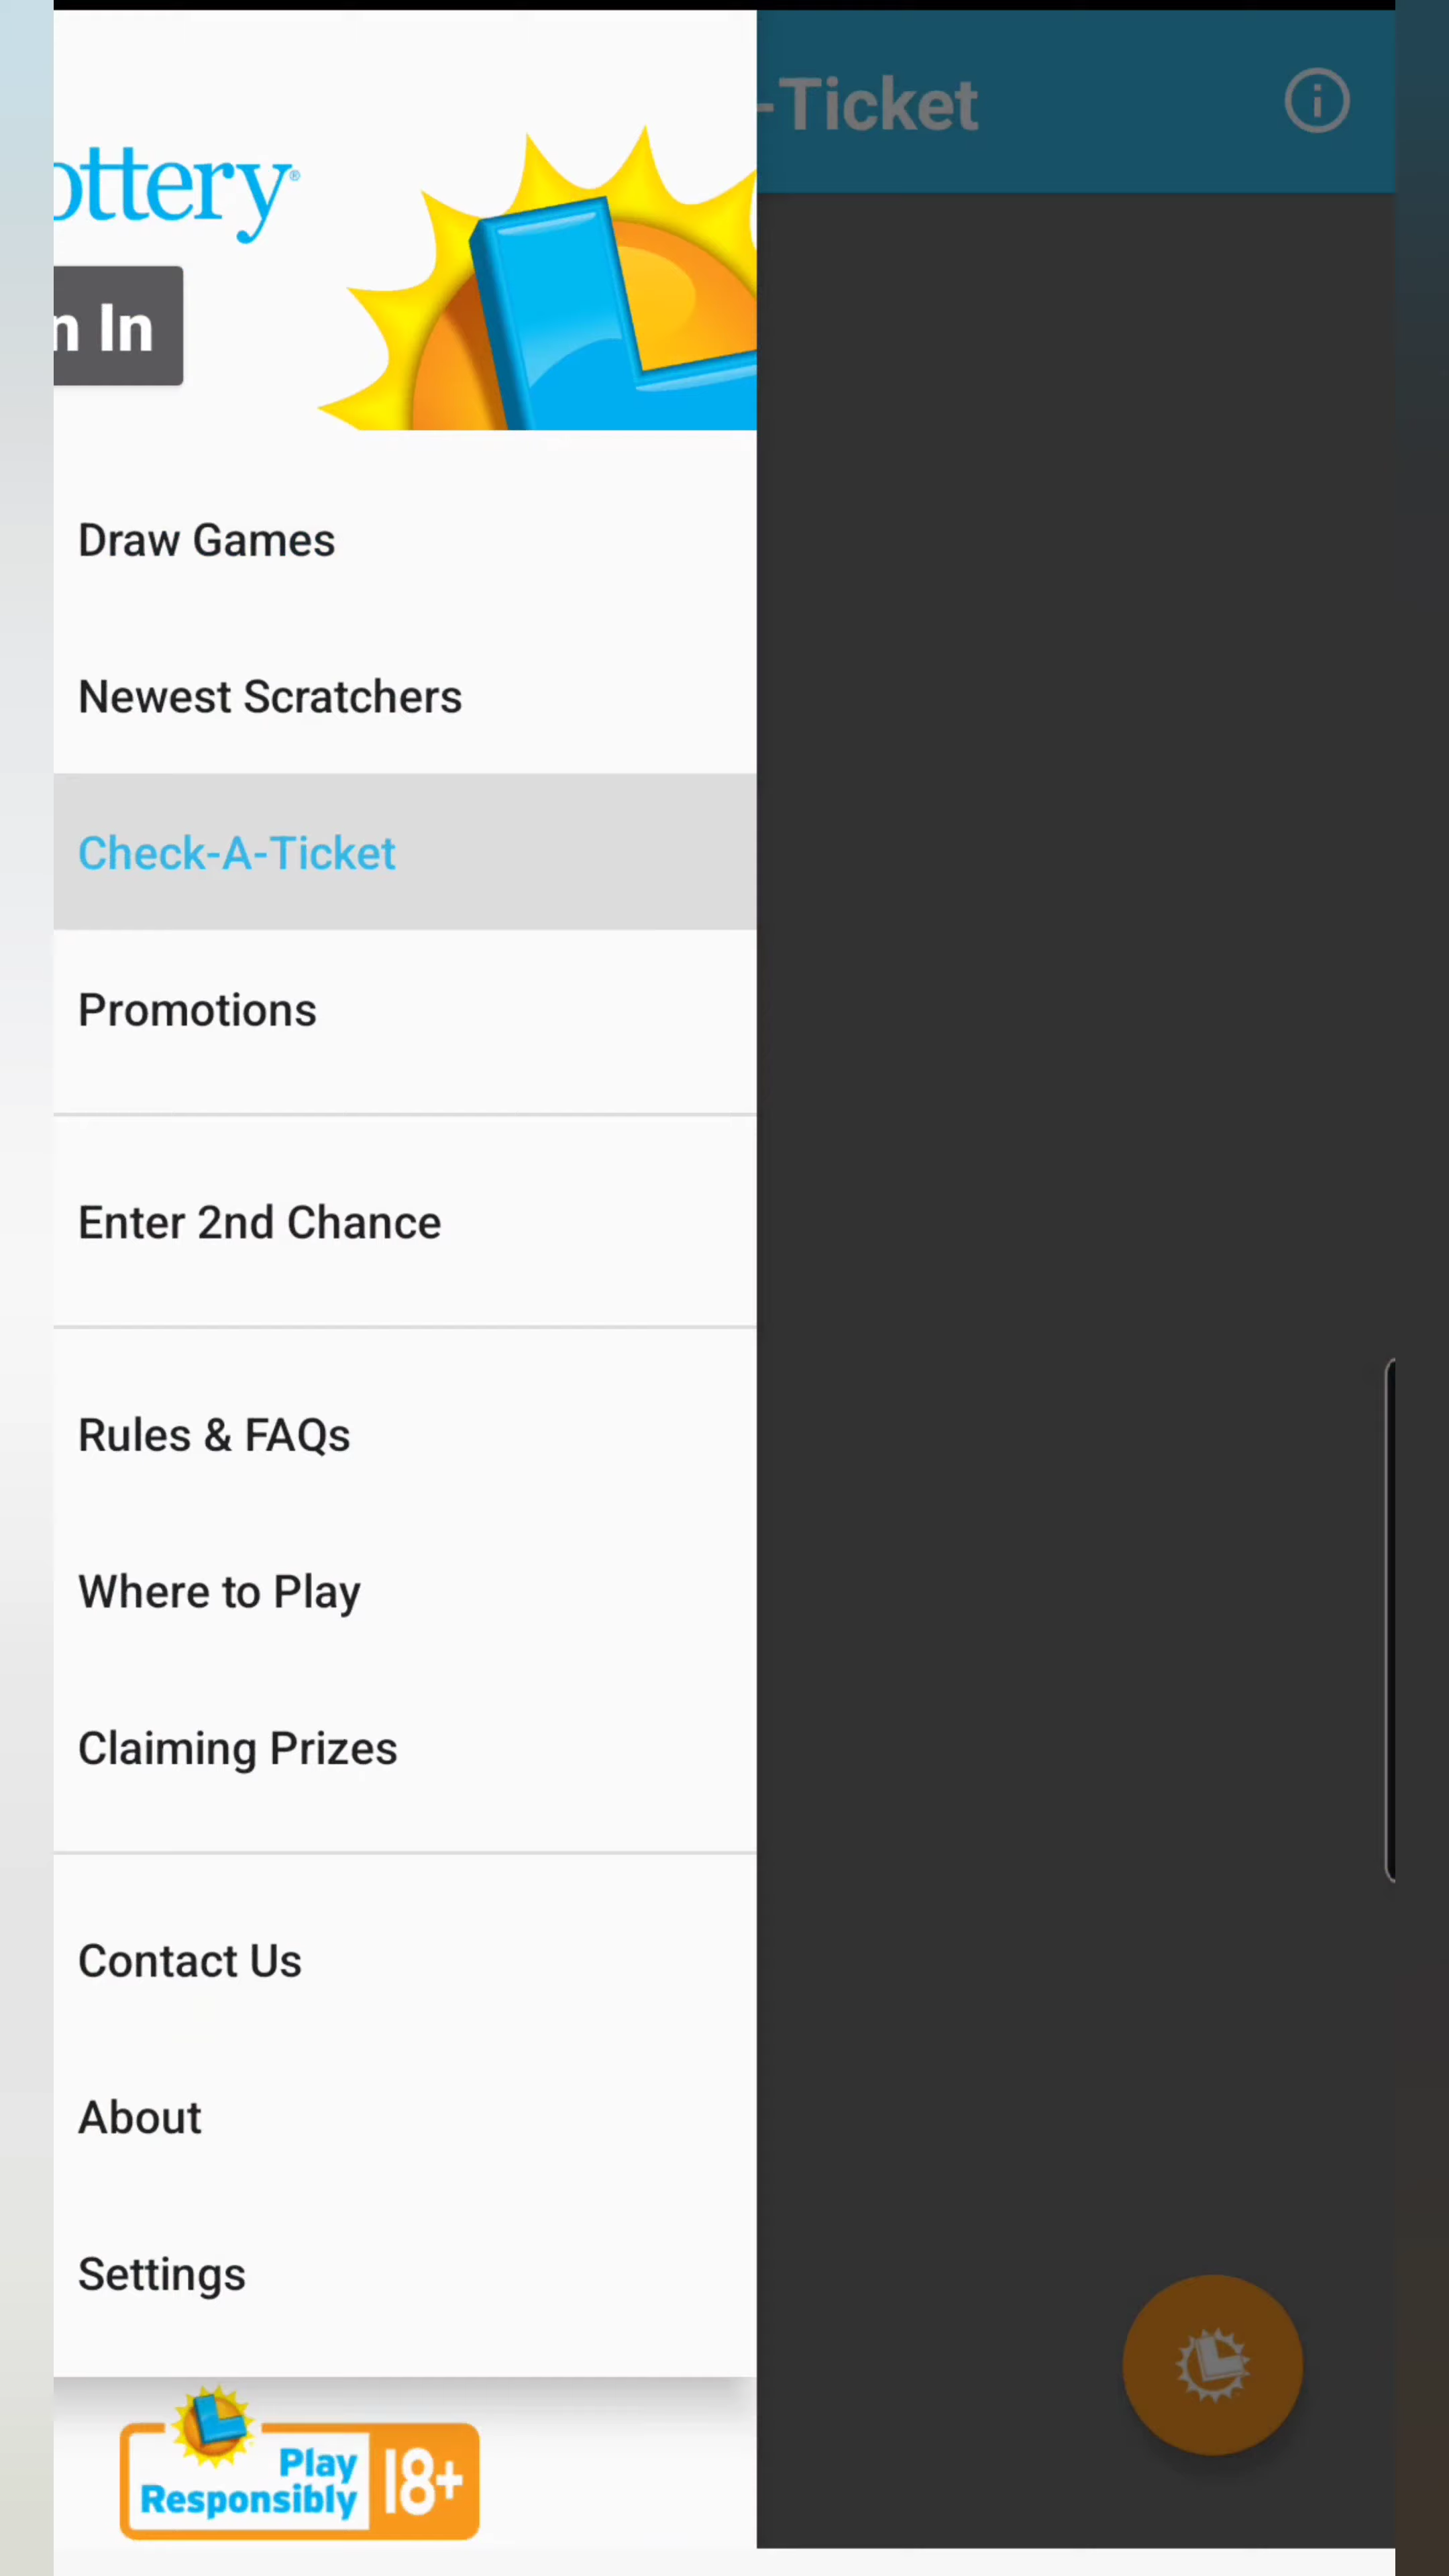 ottery®
n In
-Ticket
Draw Games
Newest Scratchers
Check-A-Ticket
Promotions
Enter 2nd Chance
Rules & FAQs
Where to Play
Claiming Prizes
Contact Us
About
Settings
Play
Responsibly
18+